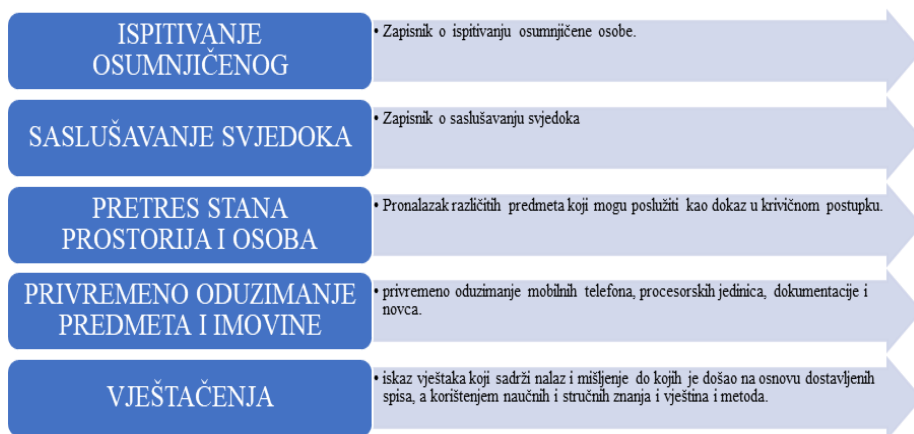 ISPITIVANJE
OSUMNJIČENOG
• Zapisnik o ispitivanju osumnjičene osobe.
SASLUŠAVANJE SVJEDOKA
• Zapisnik o saslušavanju svjedoka
PRETRES STANA
PROSTORIJA I OSOBA
• Pronalazak različitih predmeta koji mogu poslužiti kao dokaz u krivičnom postupku.
PRIVREMENO ODUZIMANJE
PREDMETA I IMOVINE
• privremeno oduzimanje mobilnih telefona, procesorskih jedinica, dokumentacije i
novca.
VJEŠTAČENJA
• iskaz vještaka koji sadrži nalaz i mišljenje do kojih je došao na osnovu dostavljenih
spisa, a korištenjem naučnih i stručnih znanja i vještina i metoda.